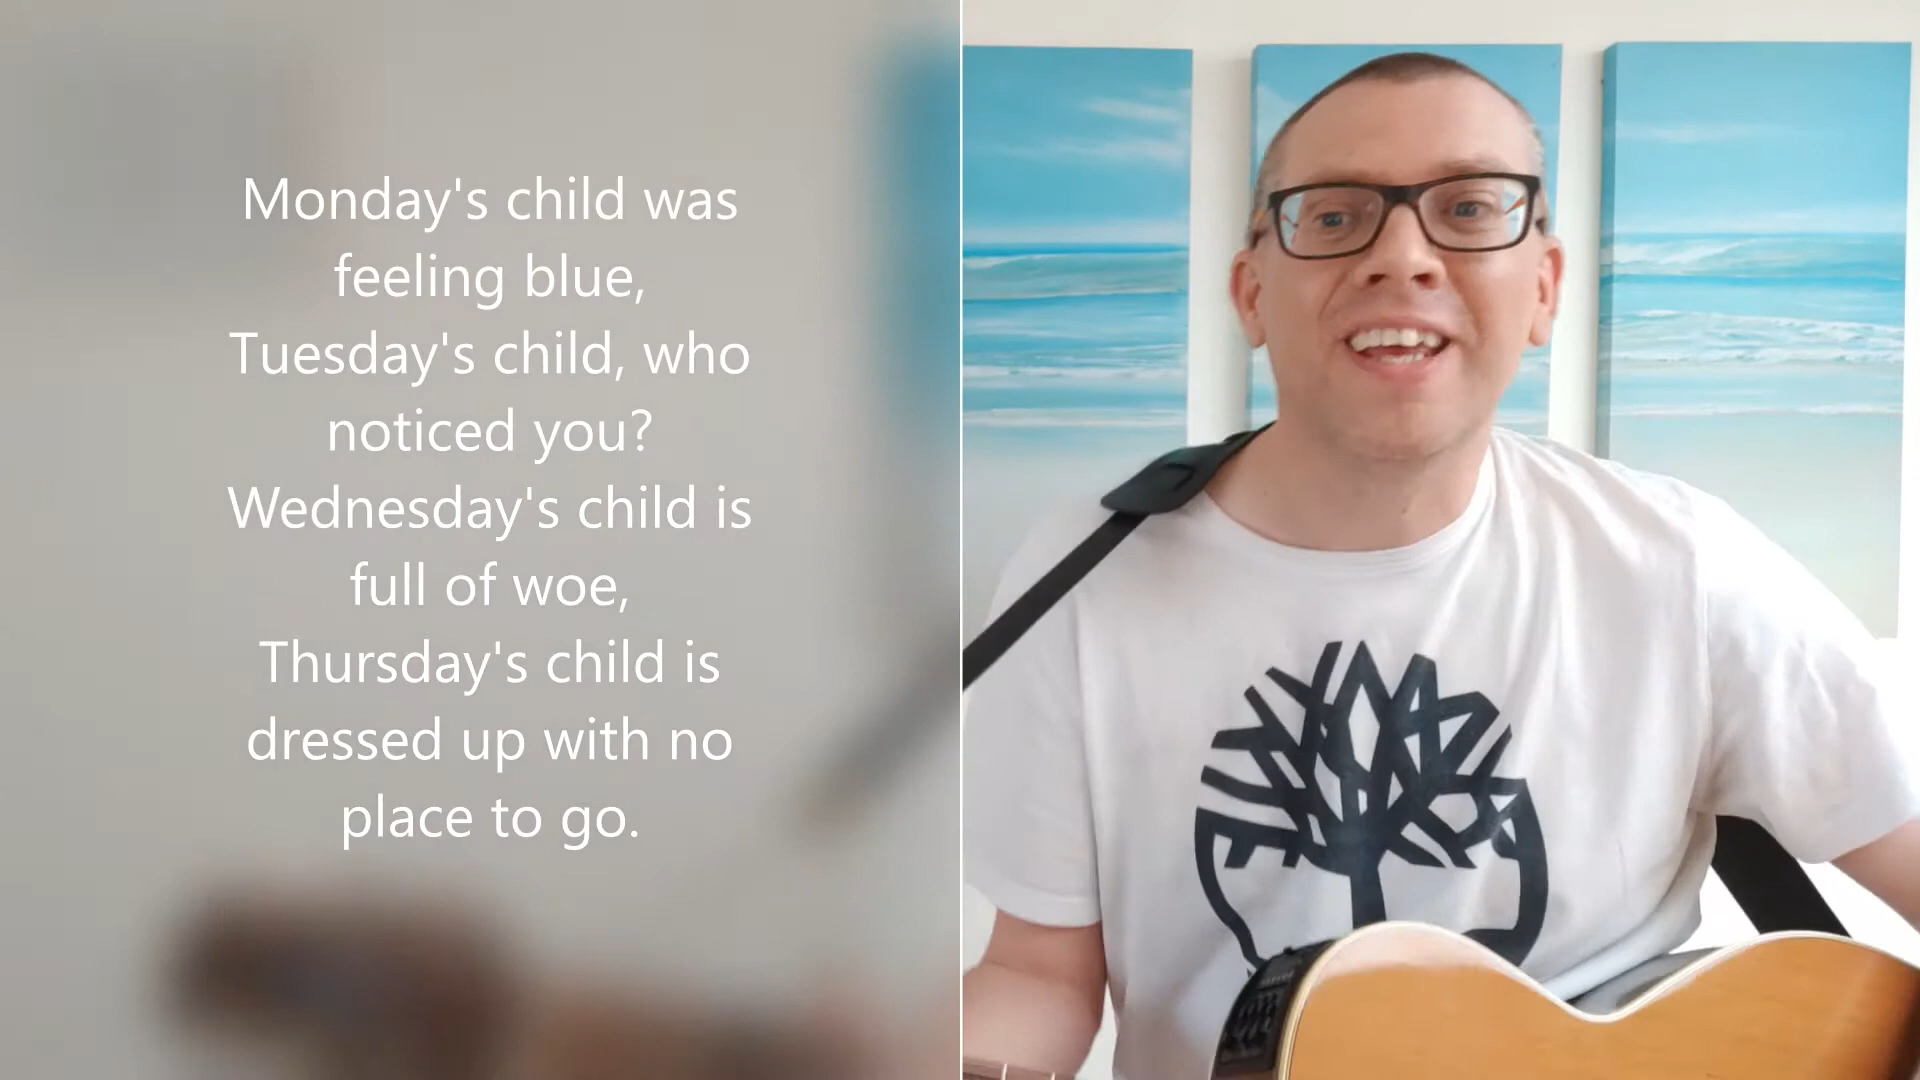 Monday's child was
feeling blue,
Tuesday's child, who
noticed you?
Wednesday's child is
full of woe,
Thursday's child is
dressed up with no
place to go.